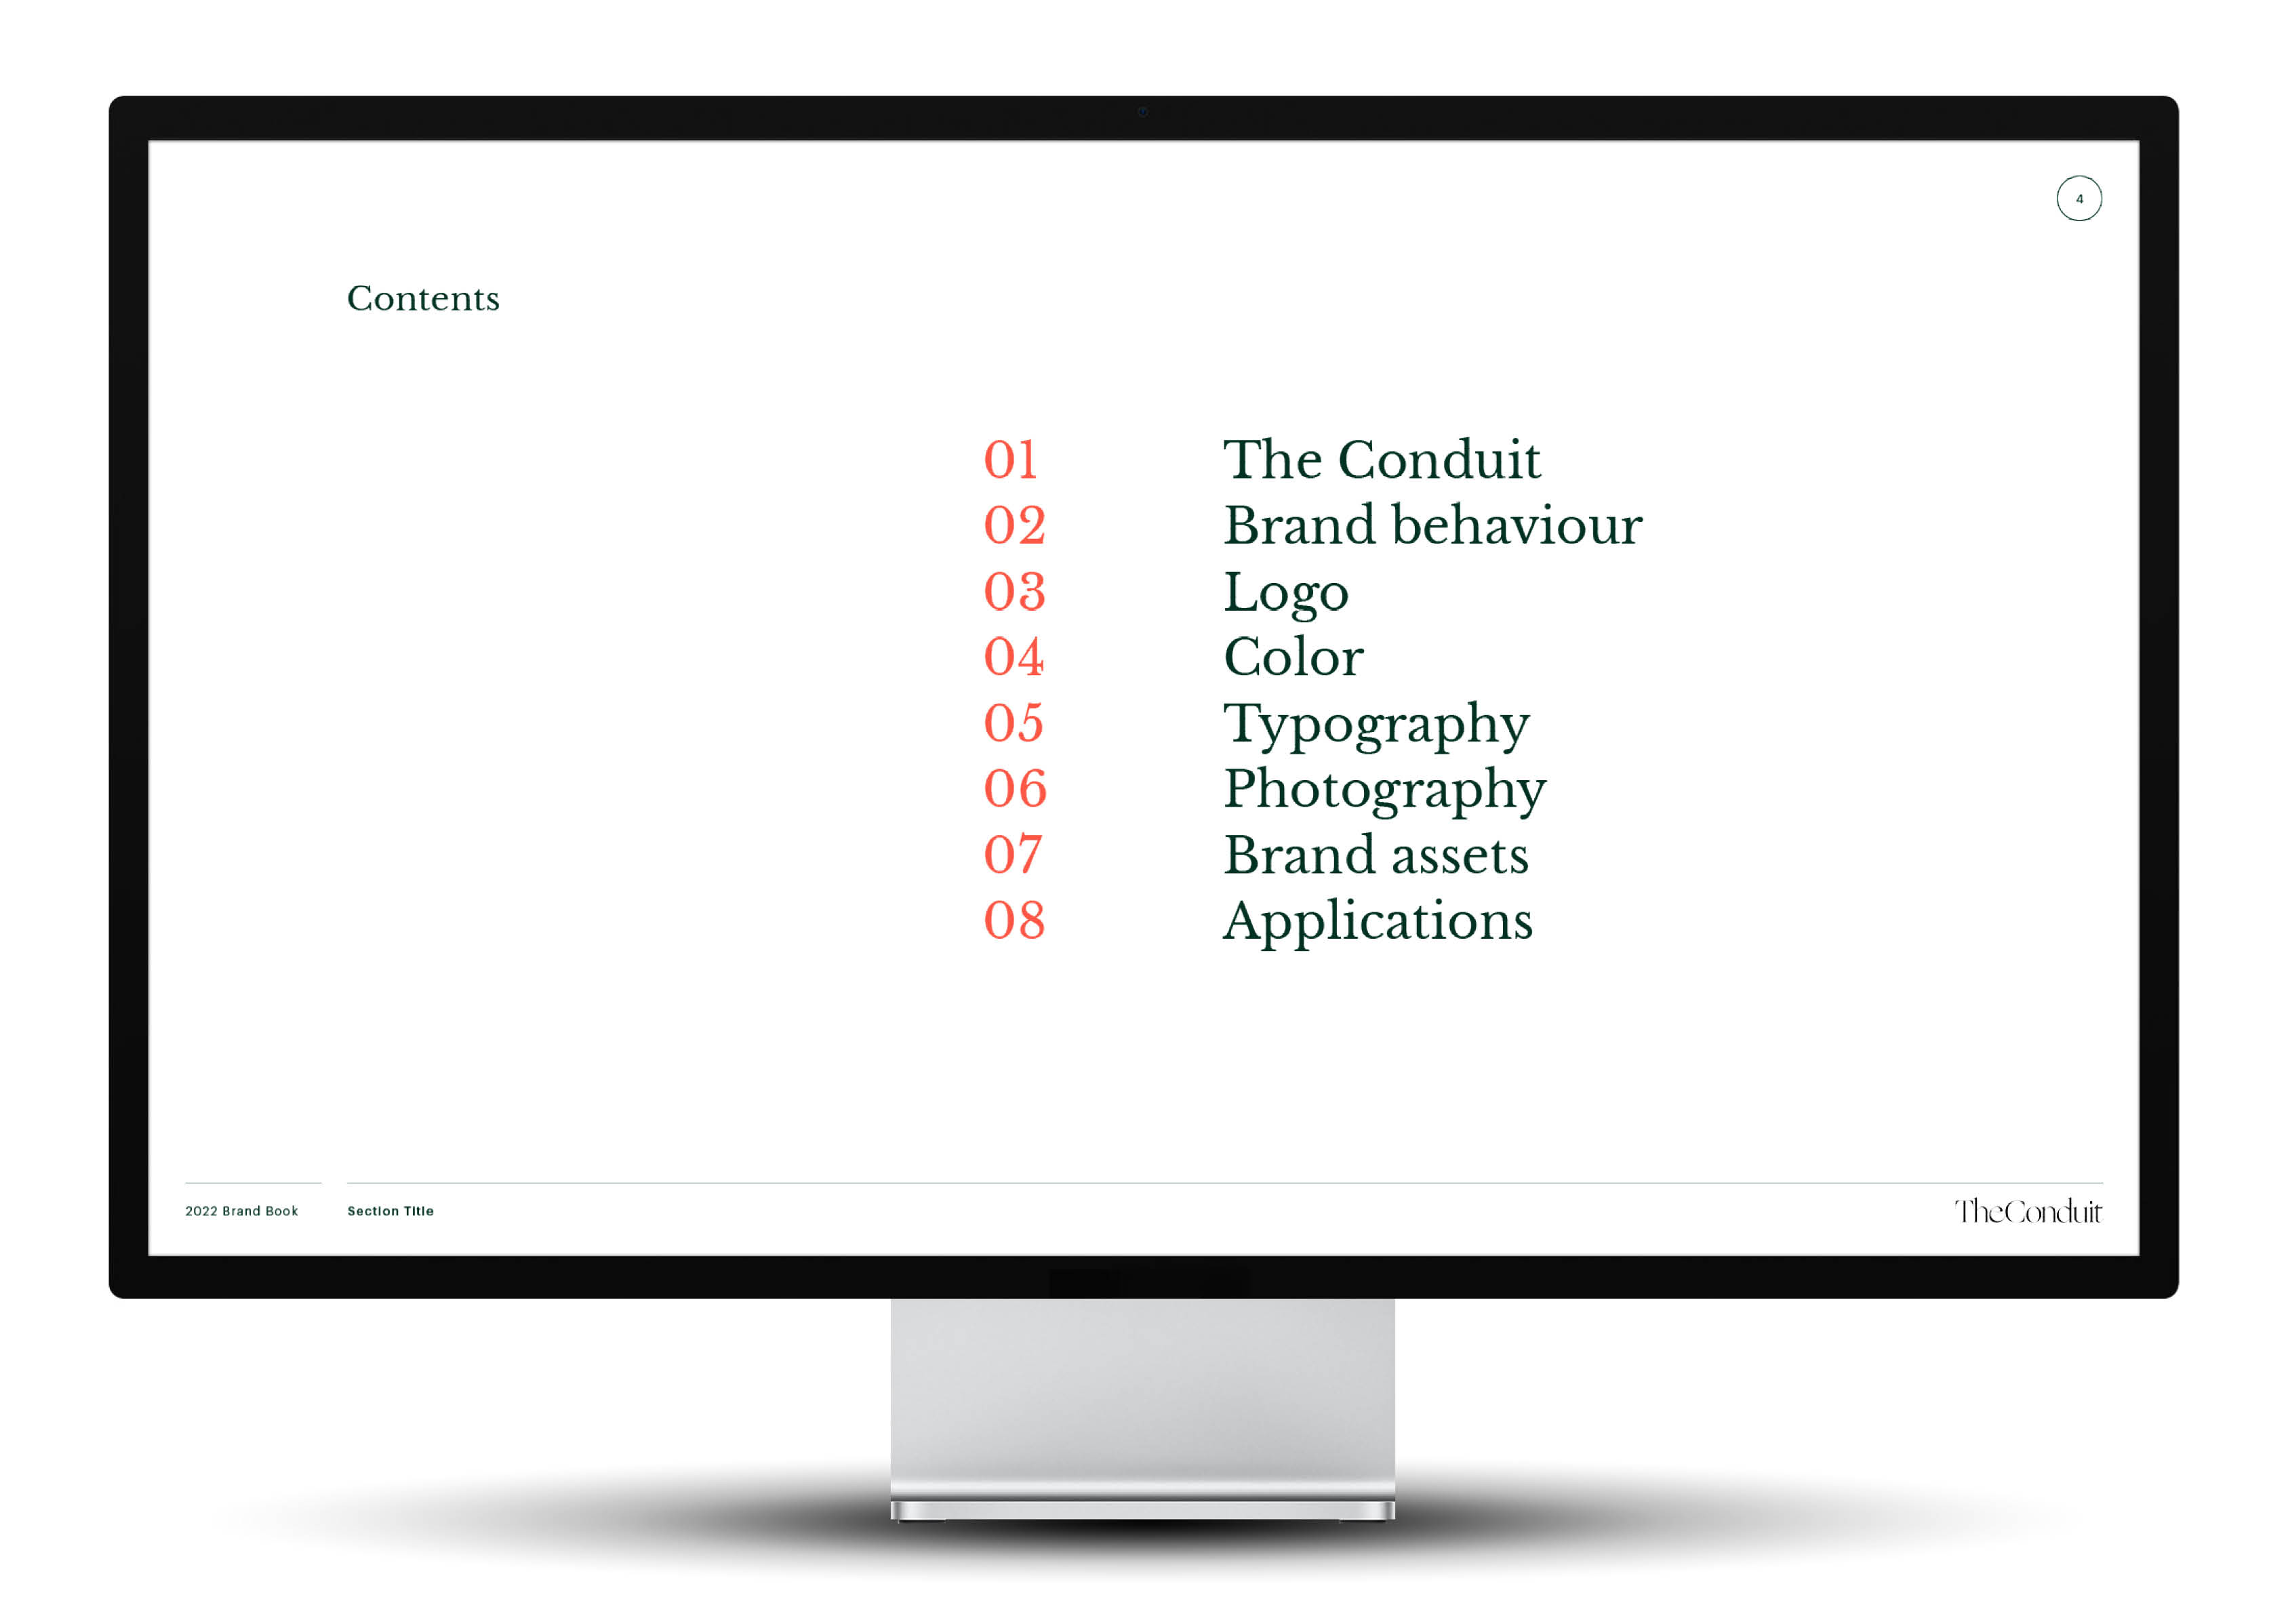 4
Contents
01 The Conduit
02 Brand behaviour
03 Logo
04 Color
05 Typography
06 Photography
07 Brand assets
08 Applications
2022 Brand Book Section Title TheConduit